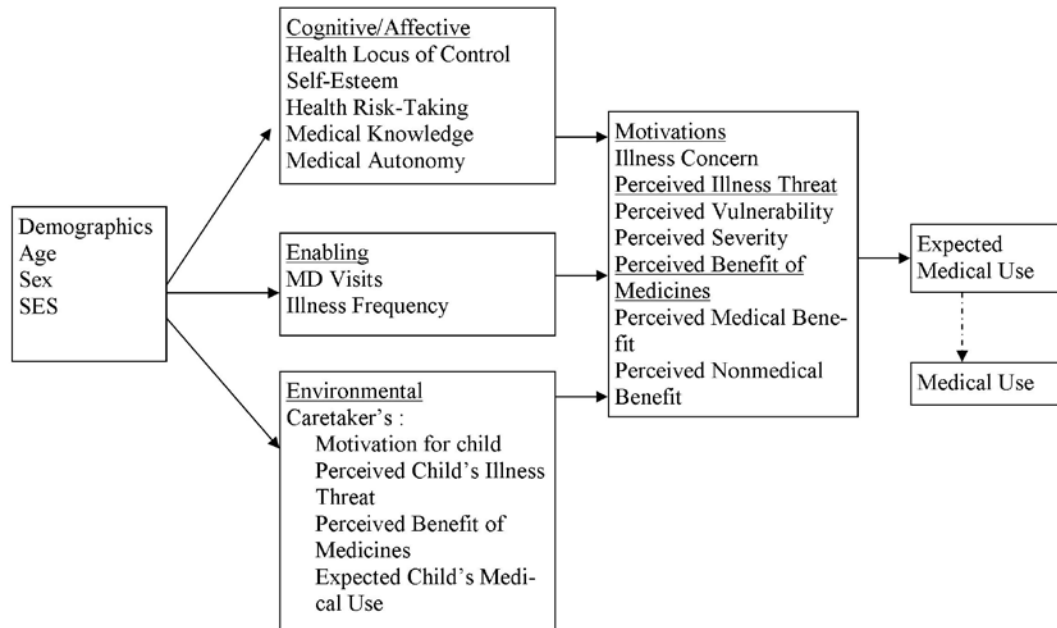 Demographics
Age
Sex
SES
Cognitive/Affective
Health Locus of Control
Self-Esteem
Health Risk-Taking
Medical Knowledge
Medical Autonomy
Enabling
MD Visits
Illness Frequency
Environmental
Caretaker's :
Motivation for child
Perceived Child's Illness
Threat
Perceived Benefit of
Medicines
Expected Child's Medi-
cal Use
Motivations
Illness Concern
Perceived Illness Threat
Perceived Vulnerability
Perceived Severity
Perceived Benefit of
Medicines
Perceived Medical Bene-
fit
Perceived Nonmedical
Benefit
Expected
Medical Use
Medical Use